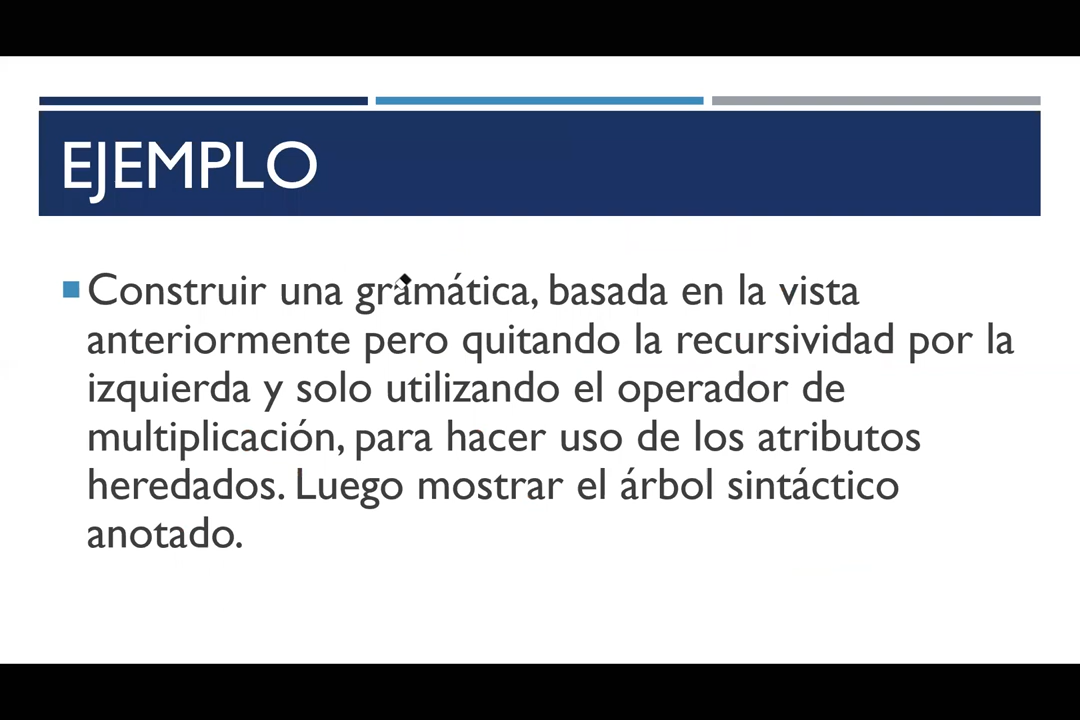 EJEMPLO
Construir una gramática, basada en la vista
anteriormente pero quitando la recursividad por la
izquierda y solo utilizando el operador de
multiplicación, para hacer uso de los atributos
heredados. Luego mostrar el árbol sintáctico
anotado.